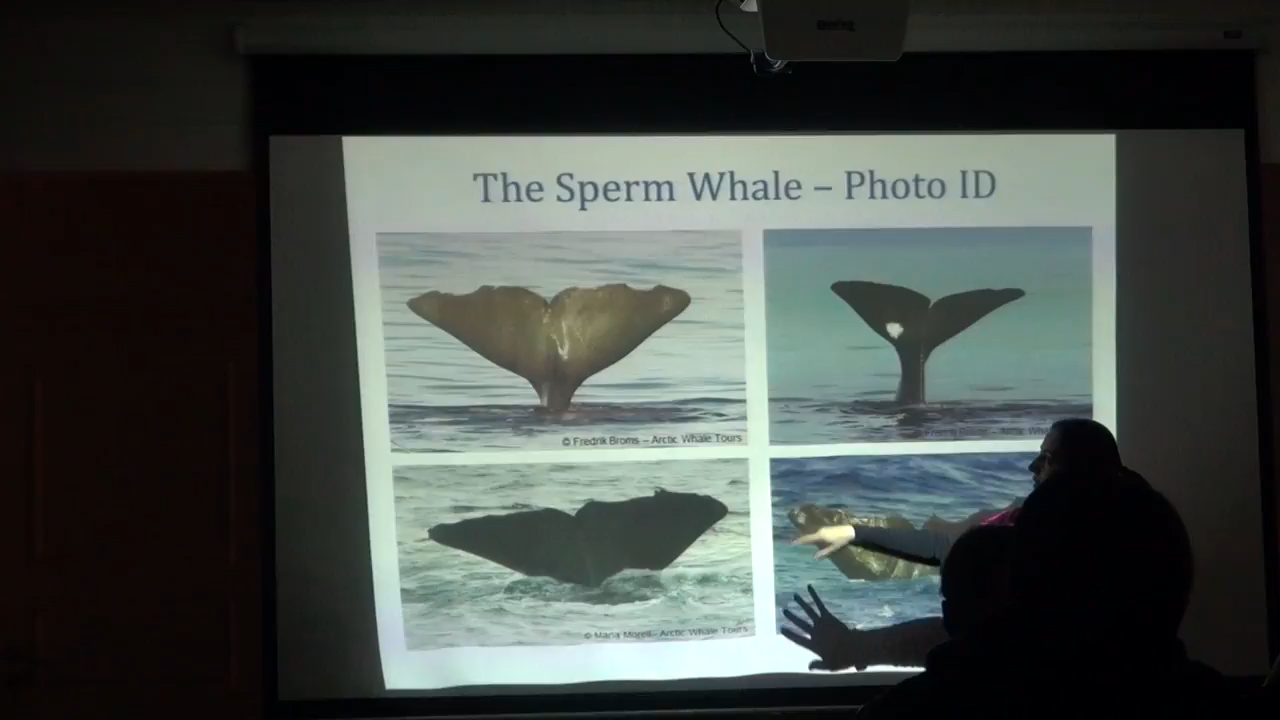 The Sperm Whale – Photo ID
© Fredrik Broms – Arctic Whale Tours
© Maria Morell – Arctic Whale Tours